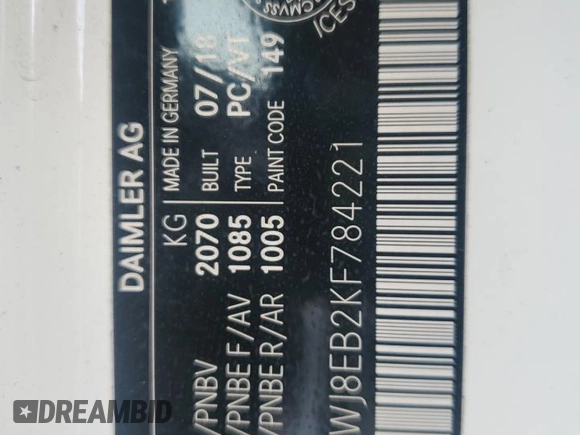 DAIMLER AG
KG MADE IN GERMANY
/PNBV 2070 BUILT 07/18
/PNBE F/AV 1085 TYPE PC/VT
/PNBE R/AR 1005 PAINT CODE 149
CMVSS
WJ8EB2KF784221
DREAMBID